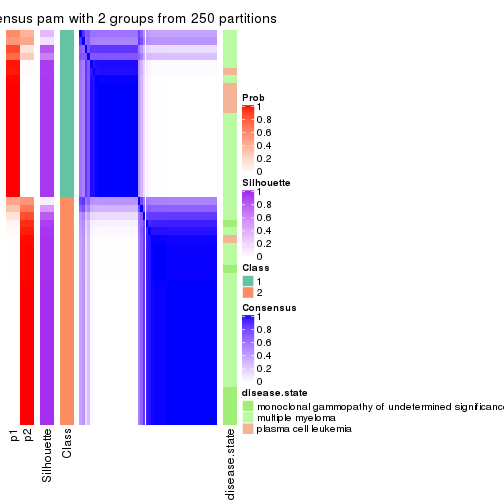 ensus pam with 2 groups from 250 partitions
Prob
1
0.8
0.6
0.4
0.2
0
Silhouette
1
0.8
0.6
0.4
0.2
0
Class
1
2
Consensus
1
0.8
0.6
0.4
0.2
0
disease.state
monoclonal gammopathy of undetermined significance
multiple myeloma
plasma cell leukemia
p1
p2
Silhouette
Class
disease.state